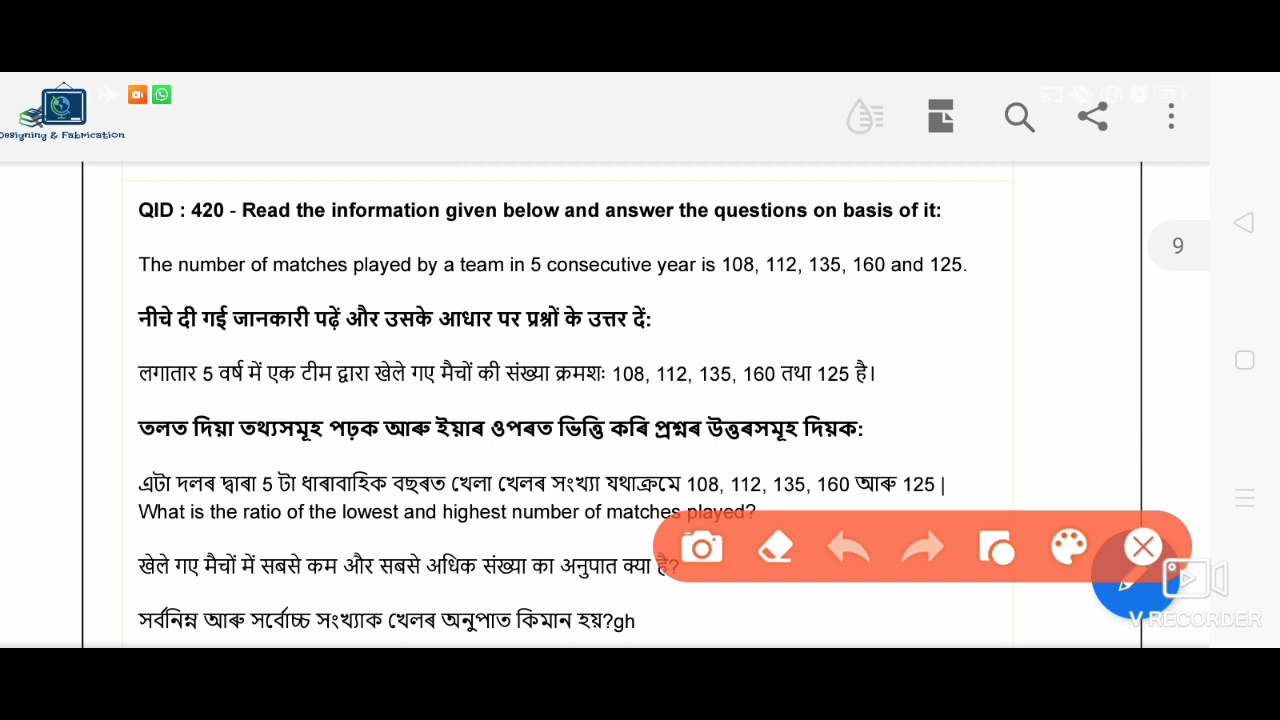 Designing & Fabrication
QID : 420 - Read the information given below and answer the questions on basis of it:
The number of matches played by a team in 5 consecutive year is 108, 112, 135, 160 and 125.
9
नीचे दी गई जानकारी पढ़ें और उसके आधार पर प्रश्नों के उत्तर दें:
लगातार 5 वर्ष में एक टीम द्वारा खेले गए मैचों की संख्या क्रमशः 108, 112, 135, 160 तथा 125 है।
তলত দিয়া তথ্যসমূহ পঢ়ক আৰু ইয়াৰ ওপৰত ভিত্তি কৰি প্ৰশ্নৰ উত্তৰসমূহ দিয়ক:
এটা দলৰ দ্বাৰা 5 টা ধাৰাবাহিক বছৰত খেলা খেলৰ সংখ্যা যথাক্ৰমে 108, 112, 135, 160 আৰু 125 |
What is the ratio of the lowest and highest number of matches played?
खेले गए मैचों में सबसे कम और सबसे अधिक संख्या का अनुपात क्या है?
সৰ্বনিম্ন আৰু সৰ্বোচ্চ সংখ্যাক খেলৰ অনুপাত কিমান হয়?gh
V RECORDER